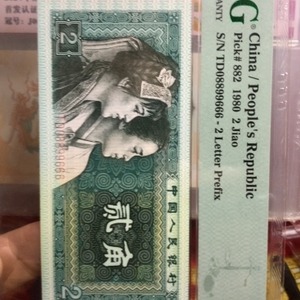 China / People's Republic
Pick# 882 1980 2 Jiao
S/N TD08899666 - 2 Letter Prefix
中国人民银行
贰角
2
2
TD08899666